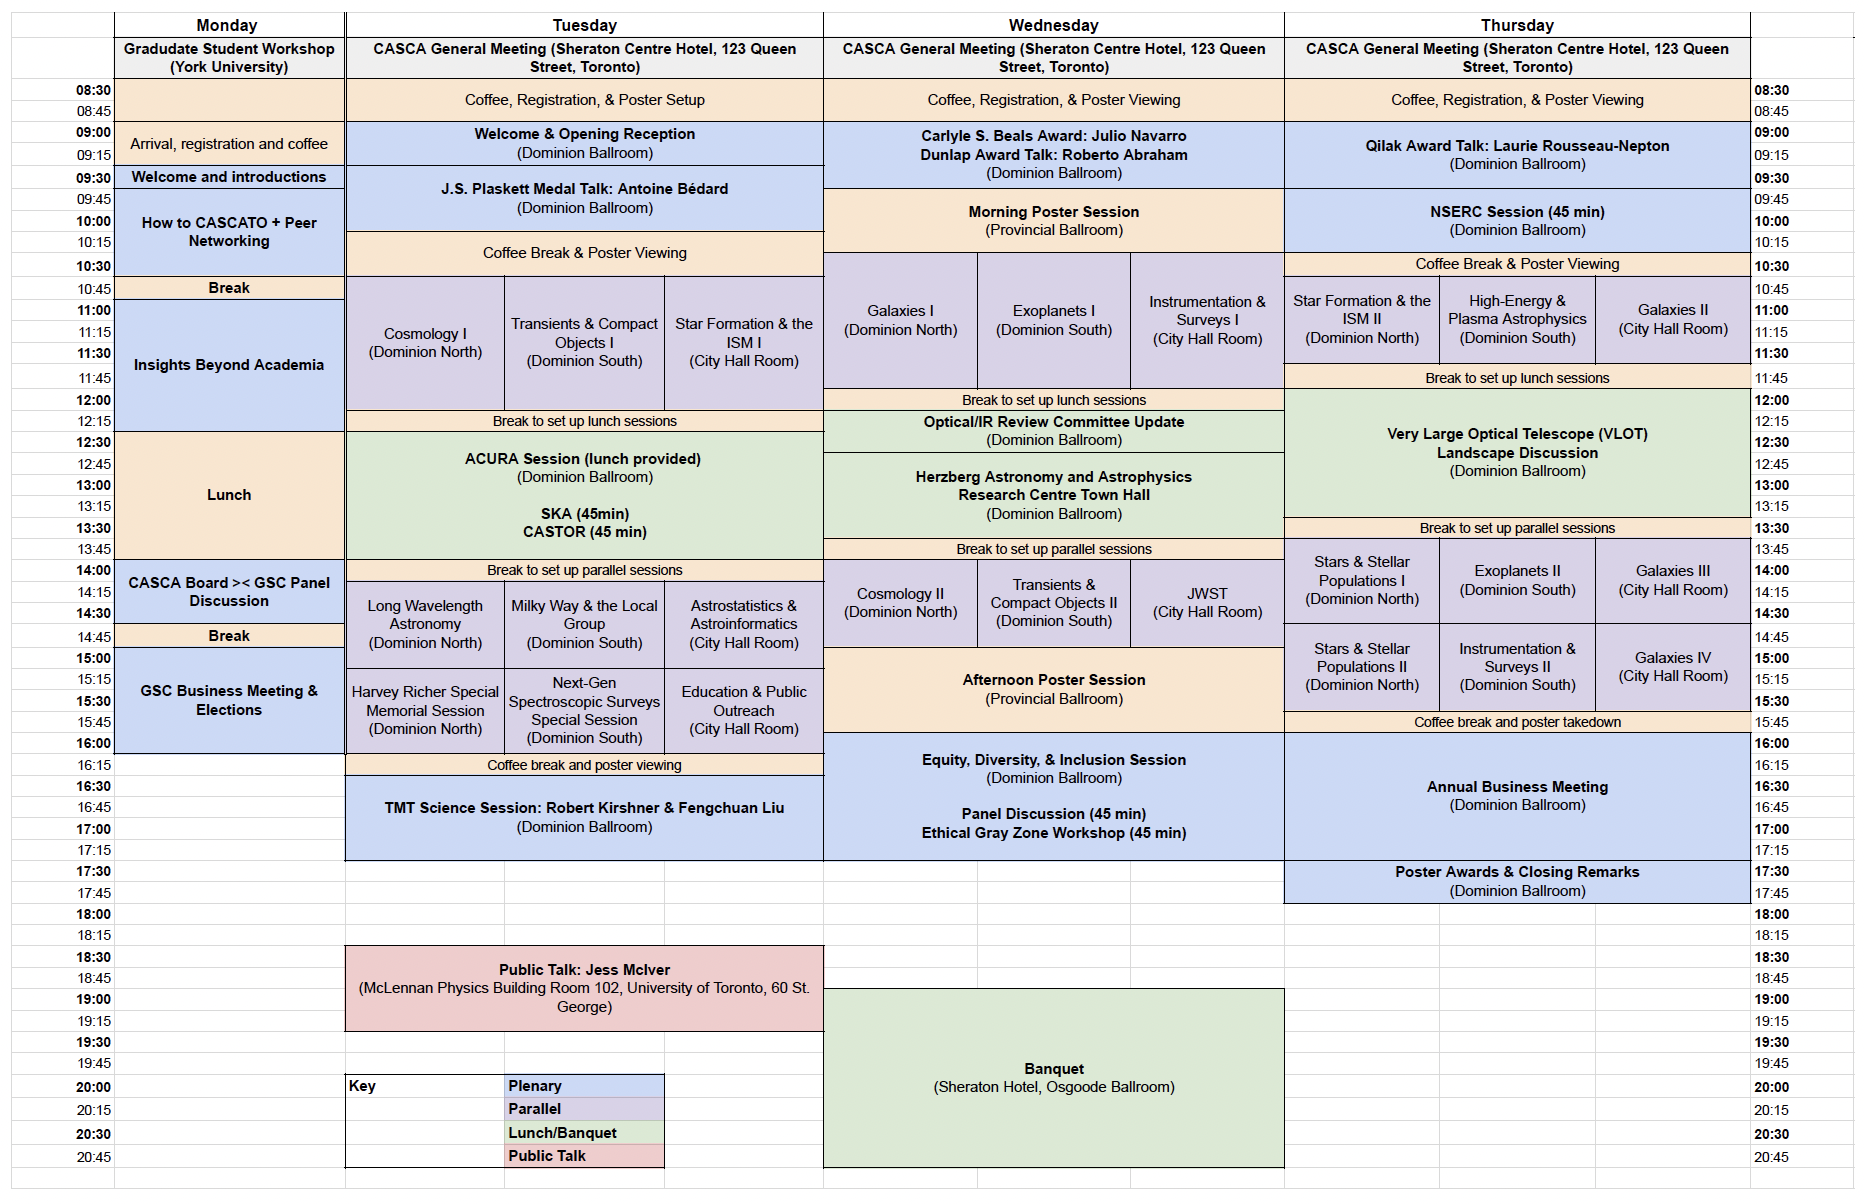 Monday
Tuesday
Wednesday
Thursday
Gradudate Student Workshop
(York University)
CASCA General Meeting (Sheraton Centre Hotel, 123 Queen
Street, Toronto)
CASCA General Meeting (Sheraton Centre Hotel, 123 Queen
Street, Toronto)
CASCA General Meeting (Sheraton Centre Hotel, 123 Queen
Street, Toronto)
08:30
08:45
09:00
09:15
09:30
09:45
10:00
10:15
10:30
10:45
11:00
11:15
11:30
11:45
12:00
12:15
12:30
12:45
13:00
13:15
13:30
13:45
14:00
14:15
14:30
14:45
15:00
15:15
15:30
15:45
16:00
16:15
16:30
16:45
17:00
17:15
17:30
17:45
18:00
18:15
18:30
18:45
19:00
19:15
19:30
19:45
20:00
20:15
20:30
20:45
Arrival, registration and coffee
Welcome and introductions
How to CASCATO + Peer
Networking
Break
Insights Beyond Academia
Lunch
CASCA Board >< GSC Panel
Discussion
Break
GSC Business Meeting &
Elections
Coffee, Registration, & Poster Setup
Welcome & Opening Reception
(Dominion Ballroom)
J.S. Plaskett Medal Talk: Antoine Bédard
(Dominion Ballroom)
Coffee Break & Poster Viewing
Cosmology I
(Dominion North)
Transients & Compact
Objects I
(Dominion South)
Star Formation & the
ISM I
(City Hall Room)
Break to set up lunch sessions
ACURA Session (lunch provided)
(Dominion Ballroom)
SKA (45min)
CASTOR (45 min)
Break to set up parallel sessions
Long Wavelength
Astronomy
(Dominion North)
Milky Way & the Local
Group
(Dominion South)
Astrostatistics &
Astroinformatics
(City Hall Room)
Harvey Richer Special
Memorial Session
(Dominion North)
Next-Gen
Spectroscopic Surveys
Special Session
(Dominion South)
Education & Public
Outreach
(City Hall Room)
Coffee break and poster viewing
TMT Science Session: Robert Kirshner & Fengchuan Liu
(Dominion Ballroom)
Public Talk: Jess McIver
(McLennan Physics Building Room 102, University of Toronto, 60 St.
George)
Key
Plenary
Parallel
Lunch/Banquet
Public Talk
Coffee, Registration, & Poster Viewing
Carlyle S. Beals Award: Julio Navarro
Dunlap Award Talk: Roberto Abraham
(Dominion Ballroom)
Morning Poster Session
(Provincial Ballroom)
Galaxies I
(Dominion North)
Exoplanets I
(Dominion South)
Instrumentation &
Surveys I
(City Hall Room)
Break to set up lunch sessions
Optical/IR Review Committee Update
(Dominion Ballroom)
Herzberg Astronomy and Astrophysics
Research Centre Town Hall
(Dominion Ballroom)
Break to set up parallel sessions
Cosmology II
(Dominion North)
Transients &
Compact Objects II
(Dominion South)
JWST
(City Hall Room)
Afternoon Poster Session
(Provincial Ballroom)
Equity, Diversity, & Inclusion Session
(Dominion Ballroom)
Panel Discussion (45 min)
Ethical Gray Zone Workshop (45 min)
Banquet
(Sheraton Hotel, Osgoode Ballroom)
Coffee, Registration, & Poster Viewing
Qilak Award Talk: Laurie Rousseau-Nepton
(Dominion Ballroom)
NSERC Session (45 min)
(Dominion Ballroom)
Coffee Break & Poster Viewing
Star Formation & the
ISM II
(Dominion North)
High-Energy &
Plasma Astrophysics
(Dominion South)
Galaxies II
(City Hall Room)
Break to set up lunch sessions
Very Large Optical Telescope (VLOT)
Landscape Discussion
(Dominion Ballroom)
Break to set up parallel sessions
Stars & Stellar
Populations I
(Dominion North)
Exoplanets II
(Dominion South)
Galaxies III
(City Hall Room)
Stars & Stellar
Populations II
(Dominion North)
Instrumentation &
Surveys II
(Dominion South)
Galaxies IV
(City Hall Room)
Coffee break and poster takedown
Annual Business Meeting
(Dominion Ballroom)
Poster Awards & Closing Remarks
(Dominion Ballroom)
08:30
08:45
09:00
09:15
09:30
09:45
10:00
10:15
10:30
10:45
11:00
11:15
11:30
11:45
12:00
12:15
12:30
12:45
13:00
13:15
13:30
13:45
14:00
14:15
14:30
14:45
15:00
15:15
15:30
15:45
16:00
16:15
16:30
16:45
17:00
17:15
17:30
17:45
18:00
18:15
18:30
18:45
19:00
19:15
19:30
19:45
20:00
20:15
20:30
20:45